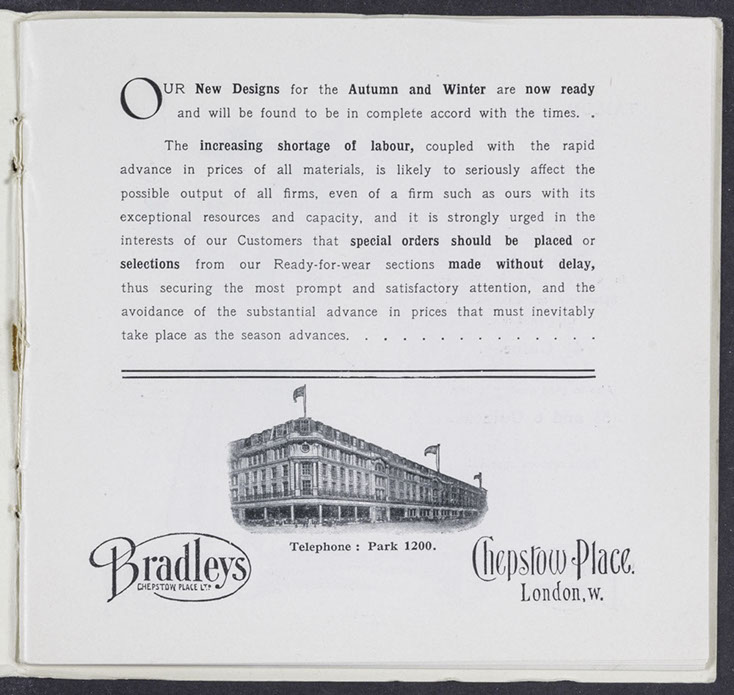 OUR New Designs for the Autumn and Winter are now ready
and will be found to be in complete accord with the times. .
The increasing shortage of labour, coupled with the rapid
advance in prices of all materials, is likely to seriously affect the
possible output of all firms, even of a firm such as ours with its
exceptional resources and capacity, and it is strongly urged in the
interests of our Customers that special orders should be placed or
selections from our Ready-for-wear sections made without delay,
thus securing the most prompt and satisfactory attention, and the
avoidance of the substantial advance in prices that must inevitably
take place as the season advances. . . . . . . . . . . . . .
Telephone : Park 1200.
Bradleys
CHEPSTOW PLACE LTD
Chepstow Place.
London, W.